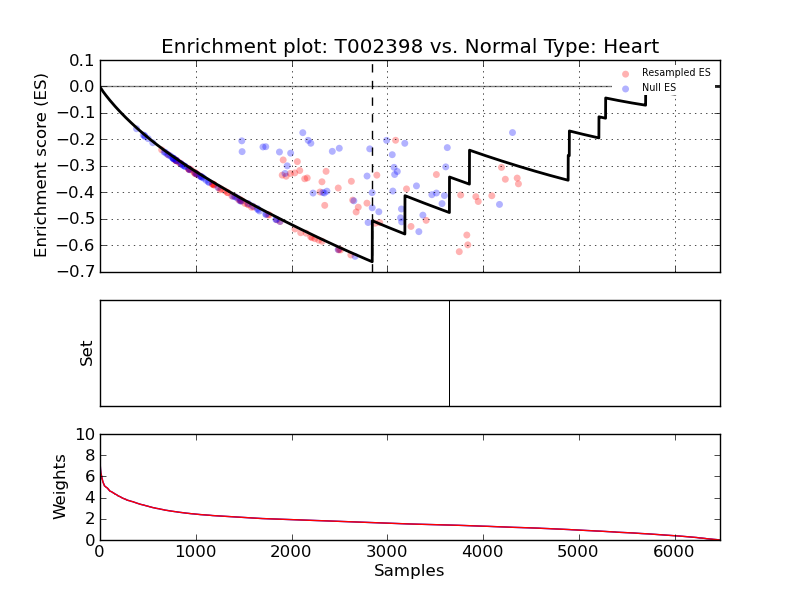 Enrichment plot: T002398 vs. Normal Type: Heart
Enrichment score (ES)
0.1
0.0
−0.1
−0.2
−0.3
−0.4
−0.5
−0.6
−0.7
Resampled ES
Null ES
Set
Weights
10
8
6
4
2
0
0 1000 2000 3000 4000 5000 6000
Samples